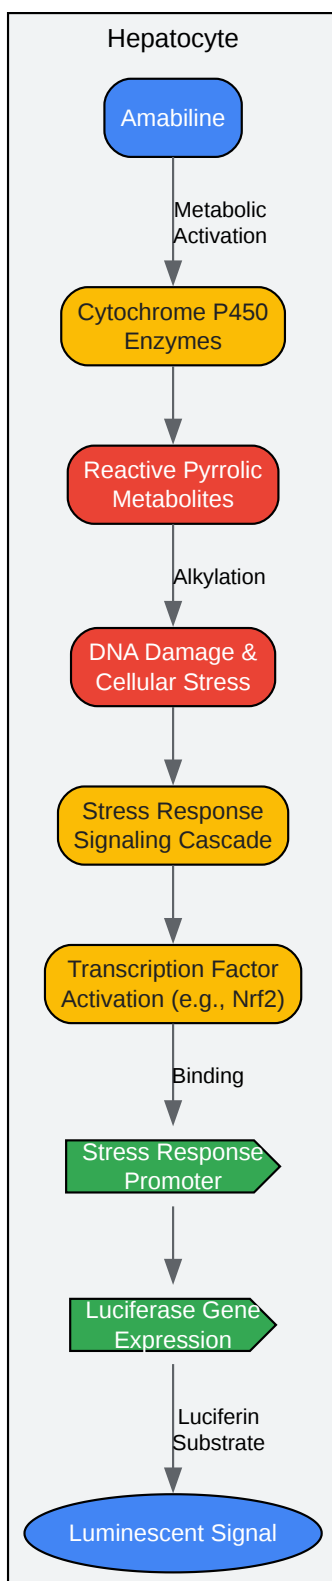 Hepatocyte
Amabiline
Metabolic
Activation
Cytochrome P450
Enzymes
Reactive Pyrrolic
Metabolites
Alkylation
DNA Damage &
Cellular Stress
Stress Response
Signaling Cascade
Transcription Factor
Activation (e.g., Nrf2)
Binding
Stress Response
Promoter
Luciferase Gene
Expression
Luciferin
Substrate
Luminescent Signal